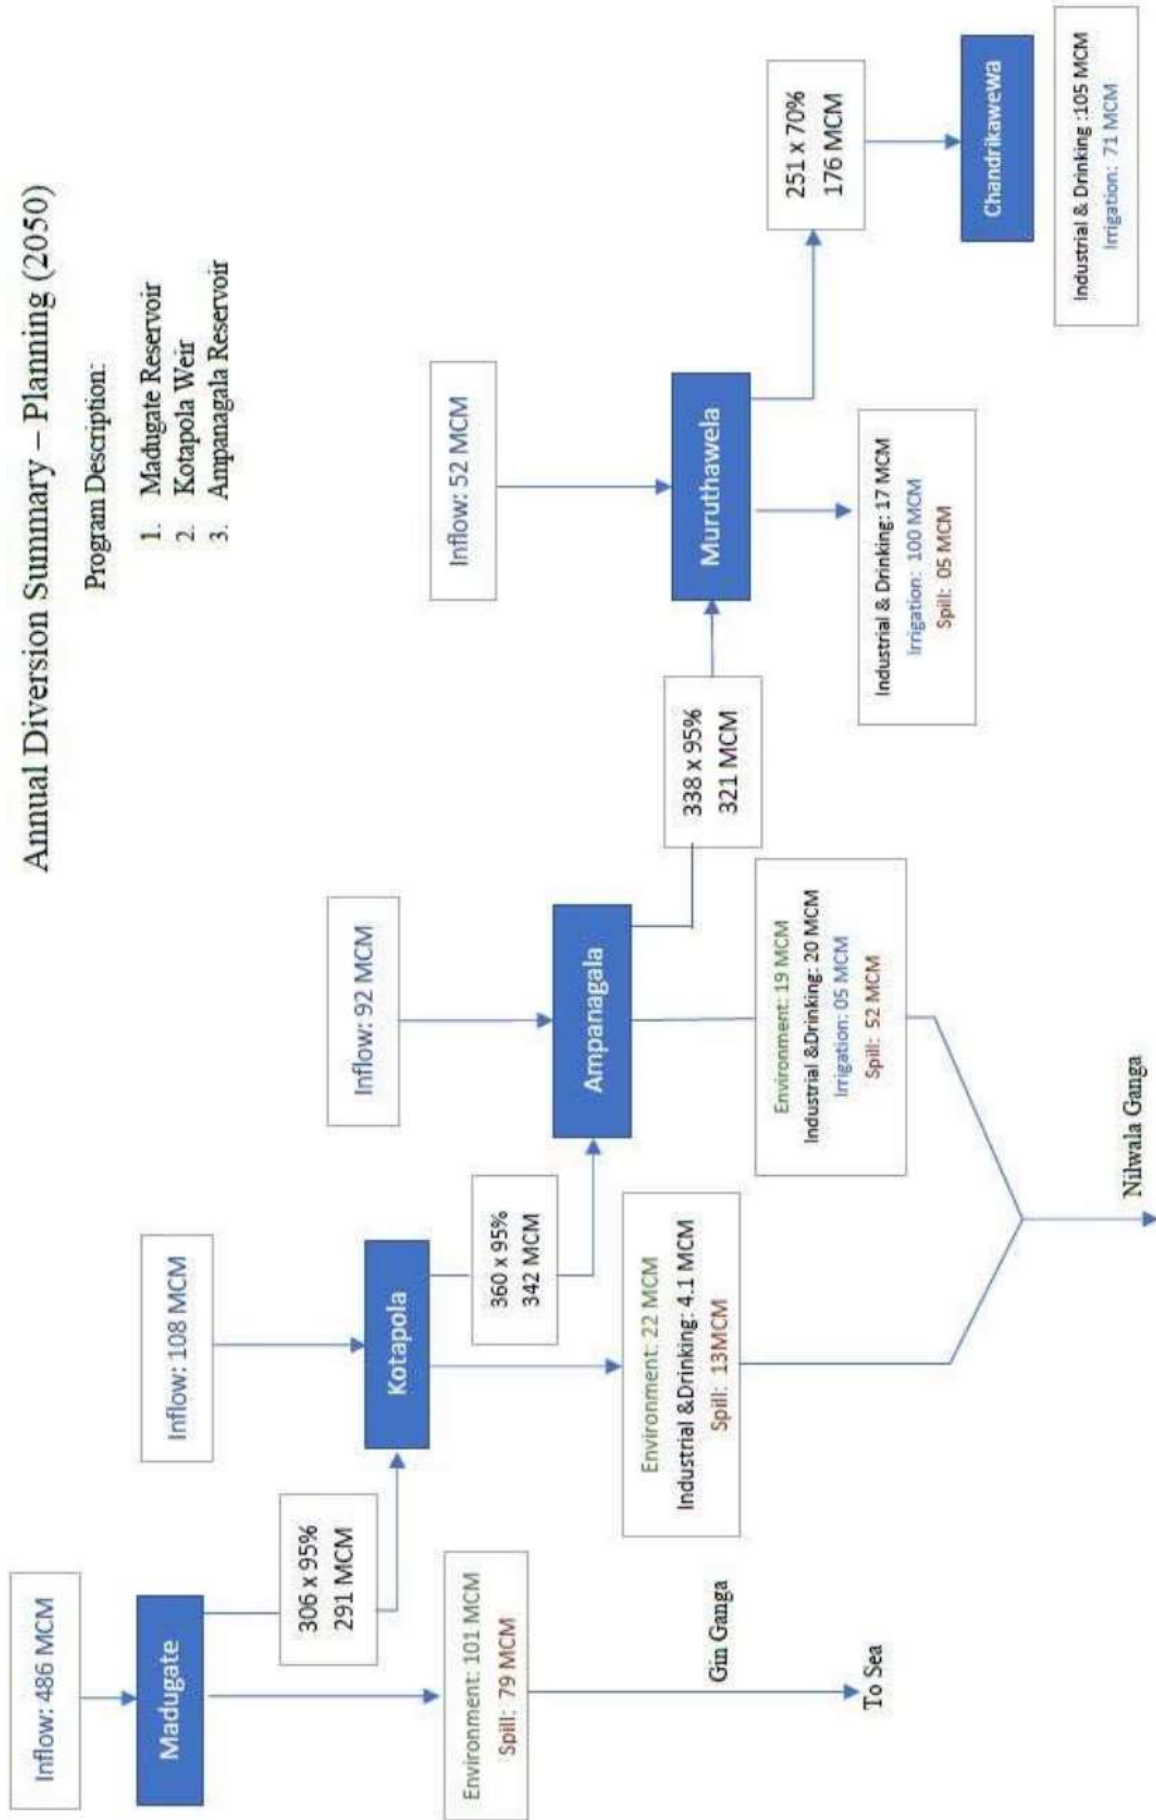 Annual Diversion Summary – Planning (2050)
Program Description:
1. Madugate Reservoir
2. Kotapola Weir
3. Ampanagala Reservoir
Inflow: 486 MCM
Madugate
306 x 95%
291 MCM
Environment: 101 MCM
Spill: 79 MCM
Gin Ganga
To Sea
Inflow: 108 MCM
Kotapola
360 x 95%
342 MCM
Environment: 22 MCM
Industrial &Drinking: 4.1 MCM
Spill: 13MCM
Inflow: 92 MCM
Ampanagala
338 x 95%
321 MCM
Environment: 19 MCM
Industrial &Drinking: 20 MCM
Irrigation: 05 MCM
Spill: 52 MCM
Nilwala Ganga
Inflow: 52 MCM
Muruthawela
Industrial & Drinking: 17 MCM
Irrigation: 100 MCM
Spill: 05 MCM
251 x 70%
176 MCM
Chandrikawewa
Industrial & Drinking :105 MCM
Irrigation: 71 MCM